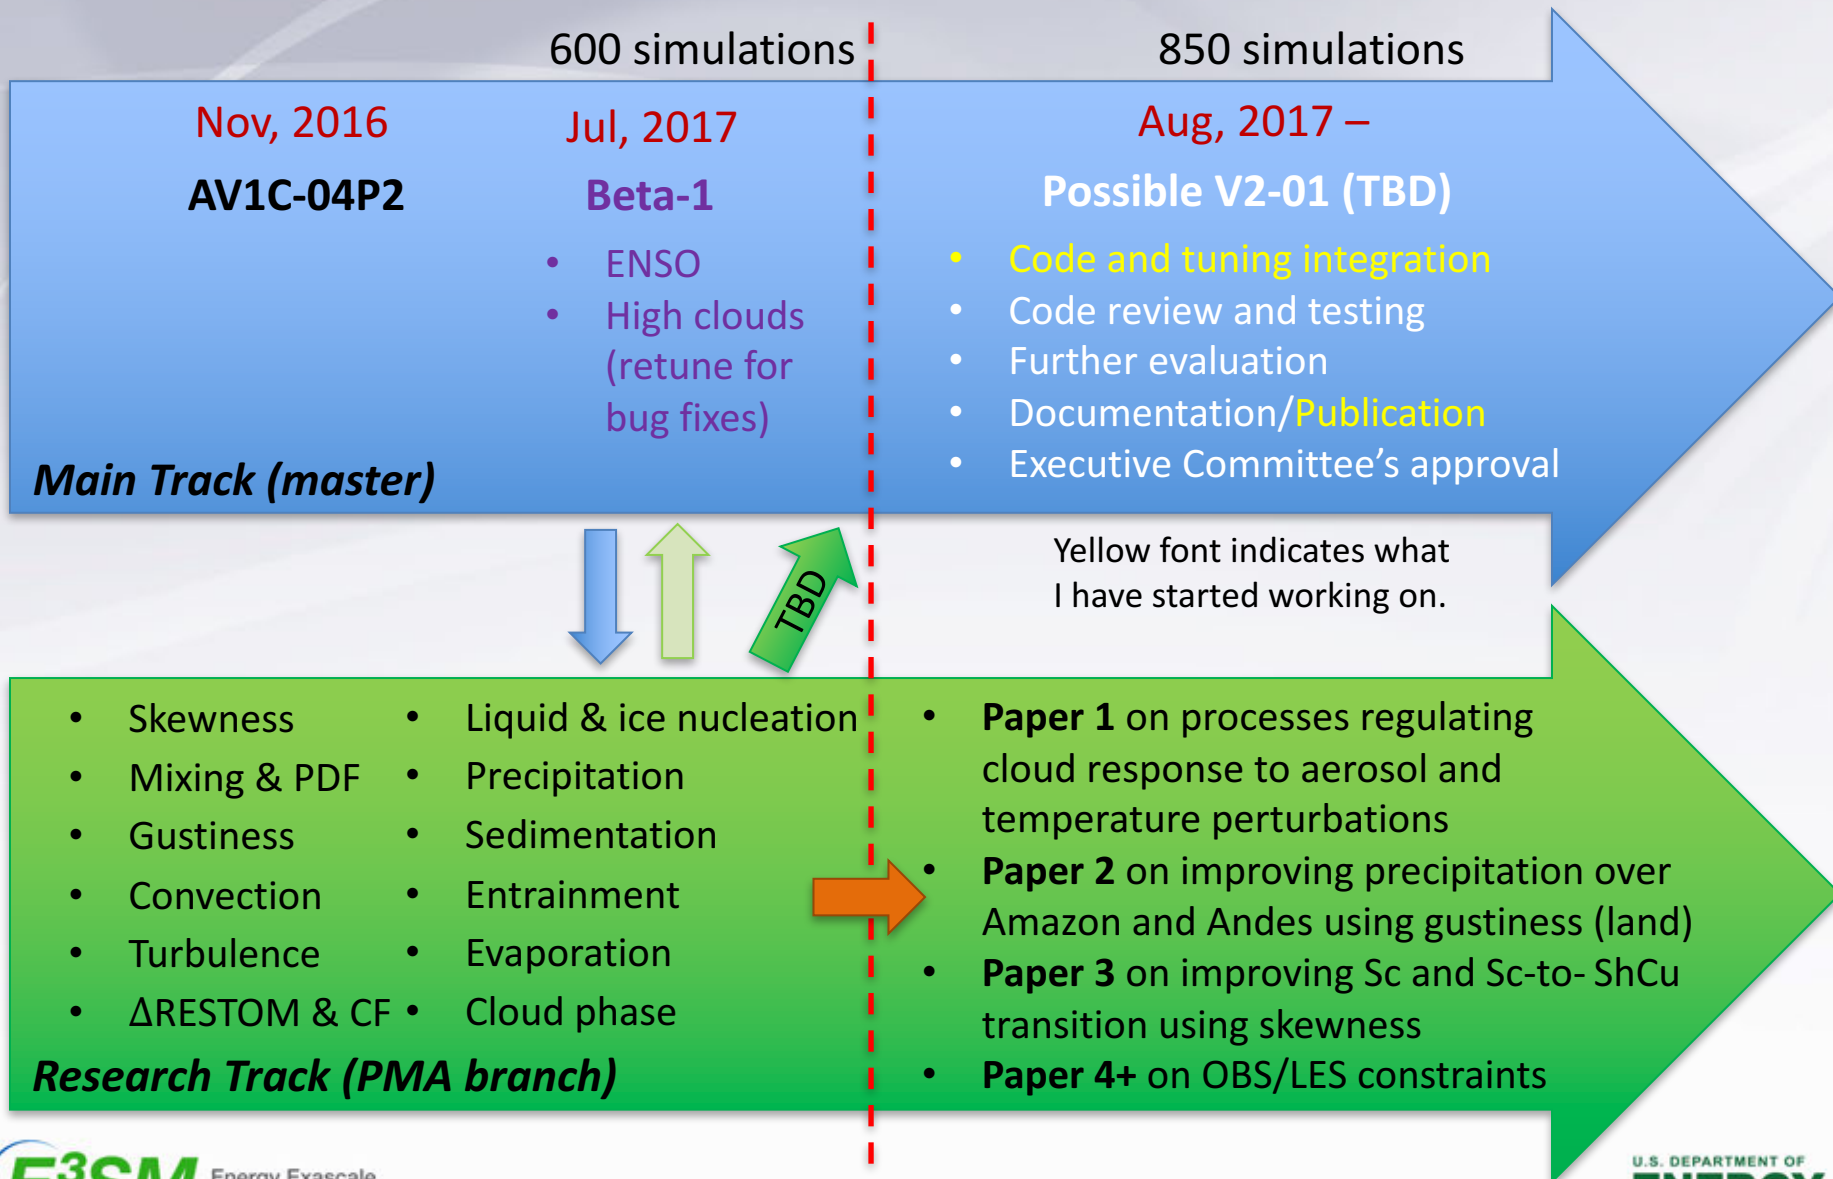 600 simulations
850 simulations
Nov, 2016
AV1C-04P2
Jul, 2017
Beta-1
• ENSO
• High clouds
(retune for
bug fixes)
Aug, 2017 –
Possible V2-01 (TBD)
• Code and tuning integration
• Code review and testing
• Further evaluation
• Documentation/Publication
• Executive Committee’s approval
Main Track (master)
TBD
Yellow font indicates what
I have started working on.
• Skewness
• Mixing & PDF
• Gustiness
• Convection
• Turbulence
• ΔRESTOM & CF
• Liquid & ice nucleation
• Precipitation
• Sedimentation
• Entrainment
• Evaporation
• Cloud phase
Research Track (PMA branch)
• Paper 1 on processes regulating
cloud response to aerosol and
temperature perturbations
• Paper 2 on improving precipitation over
Amazon and Andes using gustiness (land)
• Paper 3 on improving Sc and Sc-to- ShCu
transition using skewness
• Paper 4+ on OBS/LES constraints
E³SM
Energy Exascale
U.S. DEPARTMENT OF
ENERGY